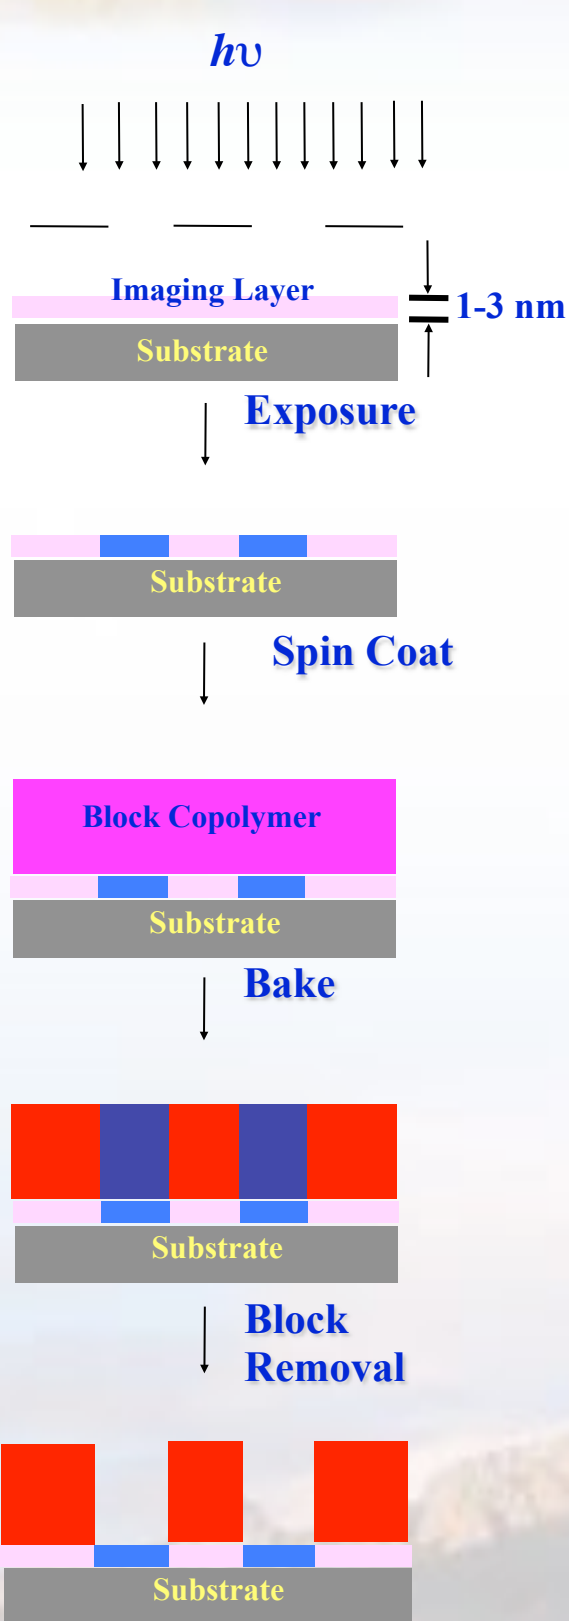 hυ
Imaging Layer
1-3 nm
Substrate
Exposure
Substrate
Spin Coat
Block Copolymer
Substrate
Bake
Substrate
Block
Removal
Substrate